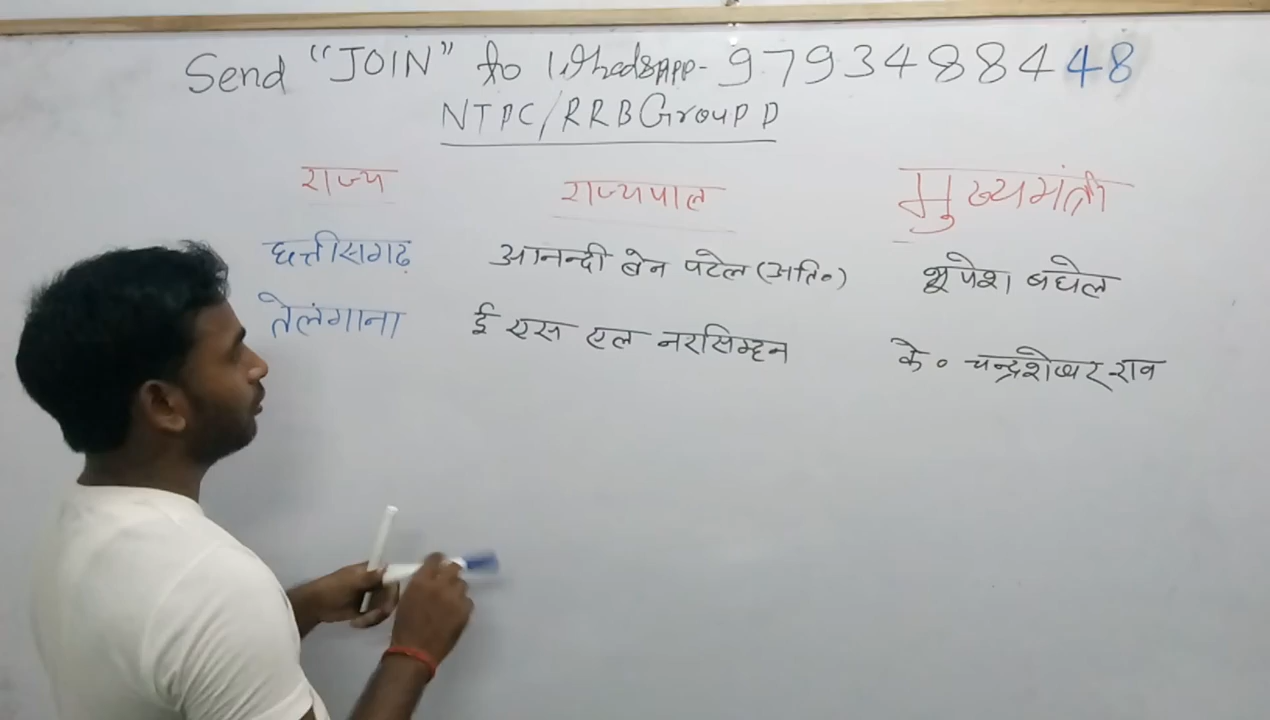 Send "JOIN" to Whadsapp- 9793488448
NTPC/RRB Group D
राज्य राज्यपाल मुख्यमंत्री
छत्तीसगढ़ आनन्दी बेन पटेल (अति०) भूपेश बघेल
तेलंगाना ई एस एल नरसिम्हन के० चन्द्रशेखर राव